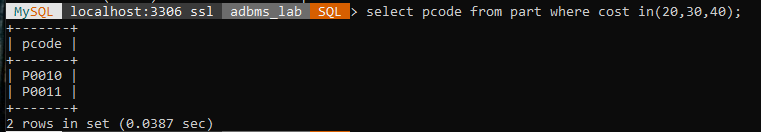 MySQL localhost:3306 ssl adbms_lab SQL> select pcode from part where cost in(20,30,40);
+-------+
| pcode |
+-------+
| P0010 |
| P0011 |
+-------+
2 rows in set (0.0387 sec)